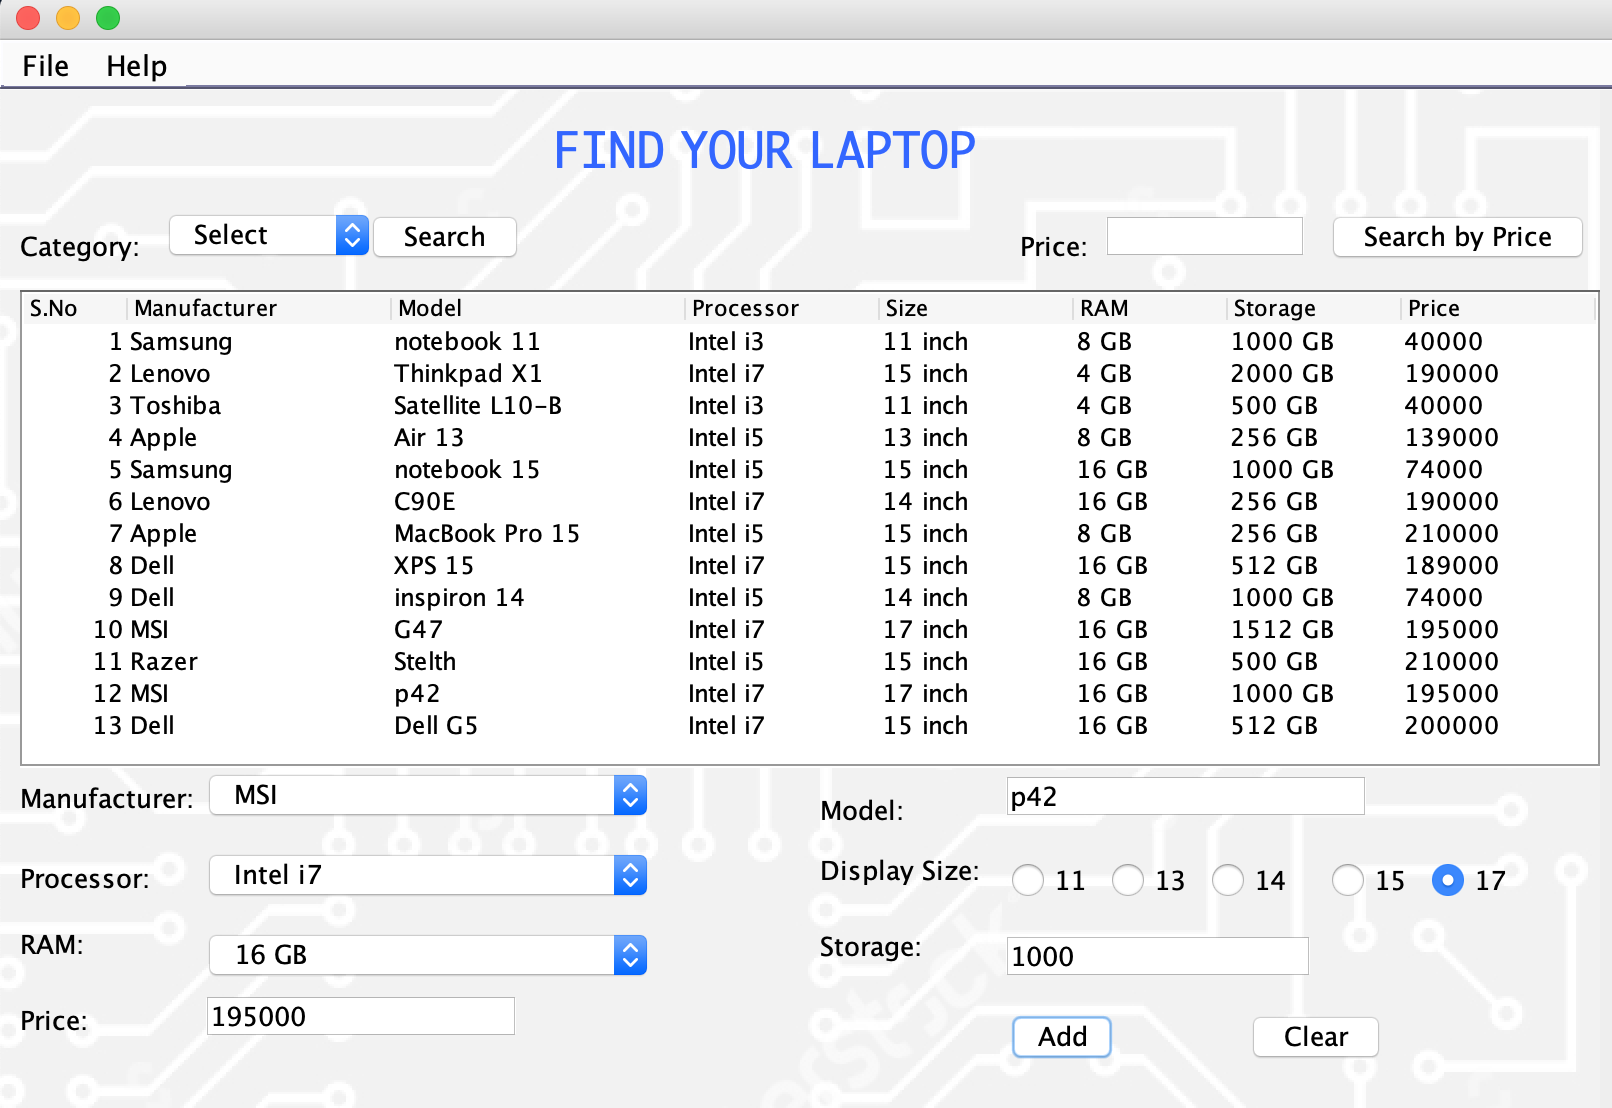 File Help
FIND YOUR LAPTOP
Category: Select Search Price: Search by Price
S.No Manufacturer Model Processor Size RAM Storage Price
1 Samsung notebook 11 Intel i3 11 inch 8 GB 1000 GB 40000
2 Lenovo Thinkpad X1 Intel i7 15 inch 4 GB 2000 GB 190000
3 Toshiba Satellite L10-B Intel i3 11 inch 4 GB 500 GB 40000
4 Apple Air 13 Intel i5 13 inch 8 GB 256 GB 139000
5 Samsung notebook 15 Intel i5 15 inch 16 GB 1000 GB 74000
6 Lenovo C90E Intel i7 14 inch 16 GB 256 GB 190000
7 Apple MacBook Pro 15 Intel i5 15 inch 8 GB 256 GB 210000
8 Dell XPS 15 Intel i7 15 inch 16 GB 512 GB 189000
9 Dell inspiron 14 Intel i5 14 inch 8 GB 1000 GB 74000
10 MSI G47 Intel i7 17 inch 16 GB 1512 GB 195000
11 Razer Stelth Intel i5 15 inch 16 GB 500 GB 210000
12 MSI p42 Intel i7 17 inch 16 GB 1000 GB 195000
13 Dell Dell G5 Intel i7 15 inch 16 GB 512 GB 200000
Manufacturer: MSI Model: p42
Processor: Intel i7 Display Size: 11 13 14 15 17
RAM: 16 GB Storage: 1000
Price: 195000
Add Clear